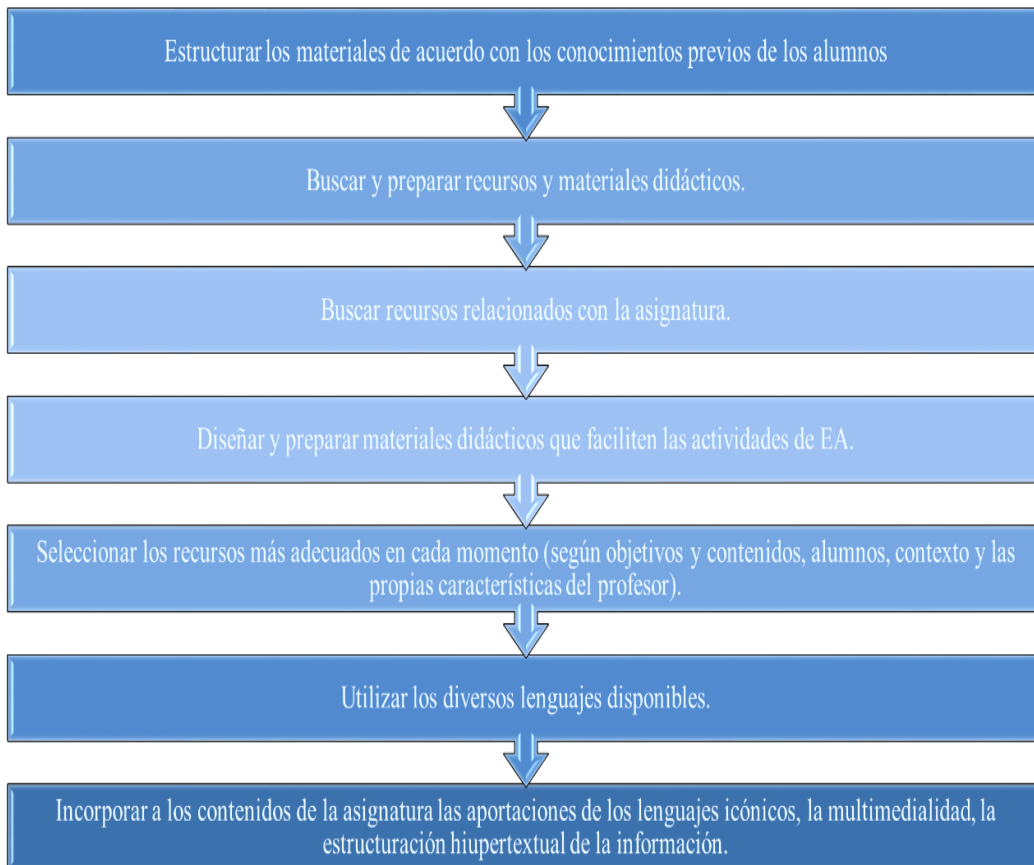 Estructurar los materiales de acuerdo con los conocimientos previos de los alumnos
Buscar y preparar recursos y materiales didácticos.
Buscar recursos relacionados con la asignatura.
Diseñar y preparar materiales didácticos que faciliten las actividades de EA.
Seleccionar los recursos más adecuados en cada momento (según objetivos y contenidos, alumnos, contexto y las
propias características del profesor).
Utilizar los diversos lenguajes disponibles.
Incorporar a los contenidos de la asignatura las aportaciones de los lenguajes icónicos, la multimedialidad, la
estructuración hiupertextual de la información.